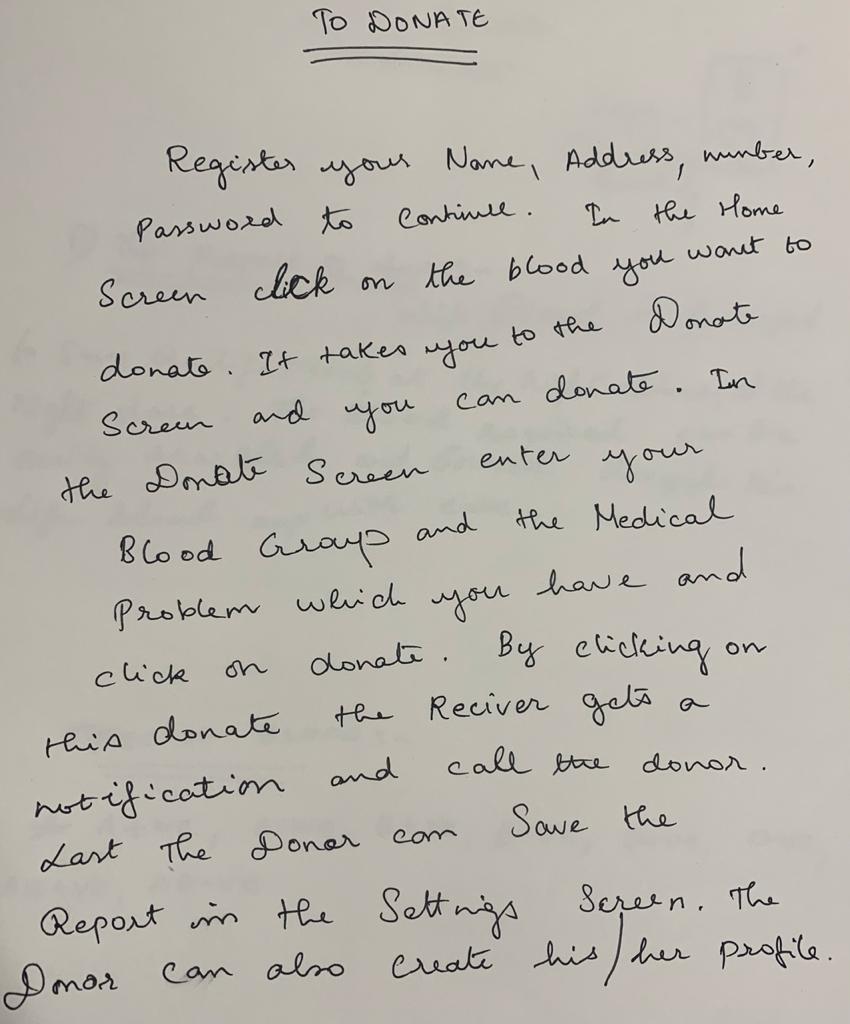 TO DONATE
Register your Name, Address, number,
Password to Continue. In the Home
Screen click on the blood you want to
donate. It takes you to the Donate
Screen and you can donate. In
the Donate Screen enter your
Blood Group and the Medical
Problem which you have and
click on donate. By clicking on
this donate the Reciver gets a
notification and call the donor.
Last The Donor can Save the
Report in the Settings Screen. The
Donor can also create his/her profile.